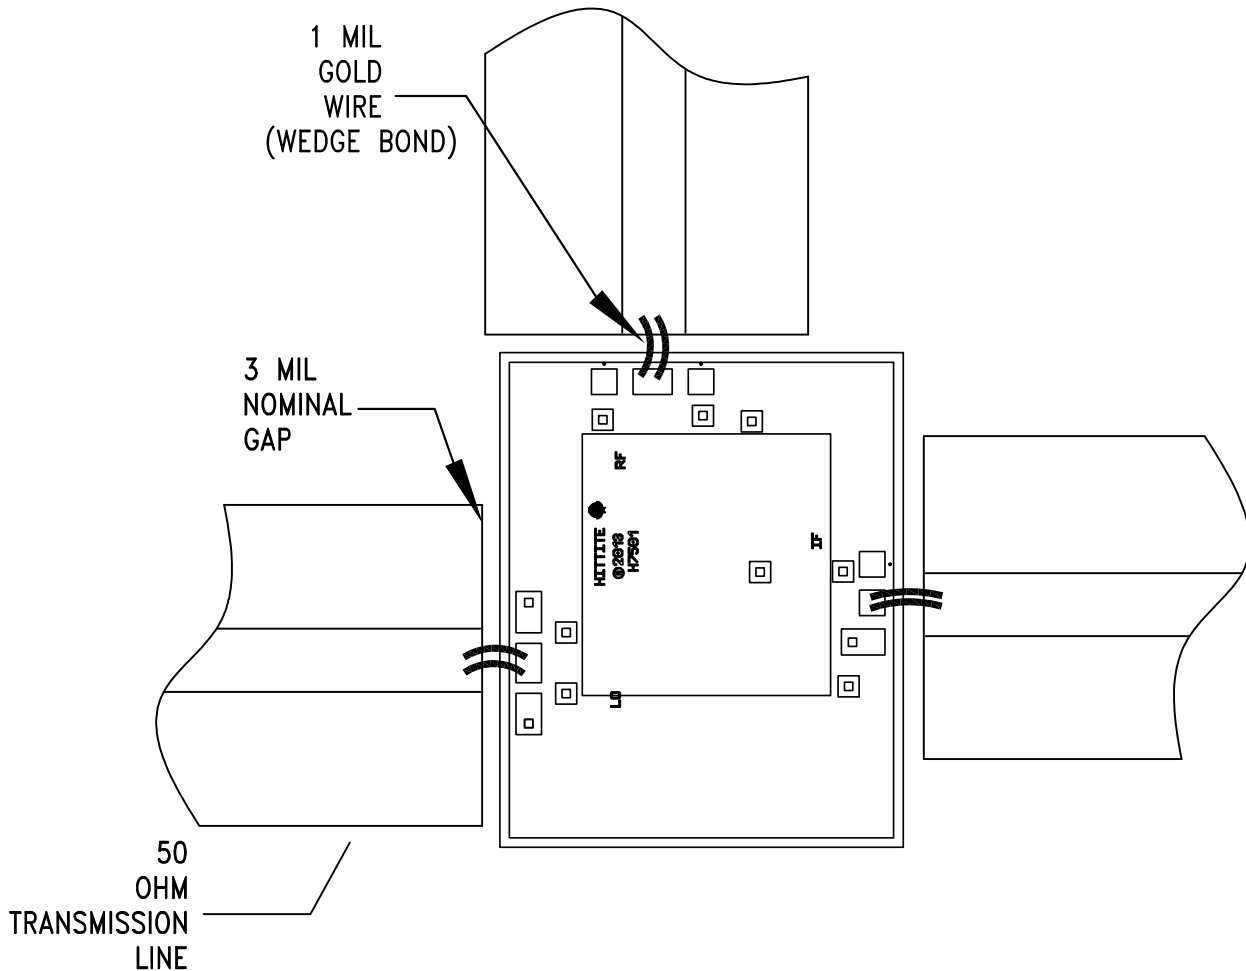 1 MIL
GOLD
WIRE
(WEDGE BOND)
3 MIL
NOMINAL
GAP
RF
HITTITE
©2013
H7501
IF
LO
50
OHM
TRANSMISSION
LINE